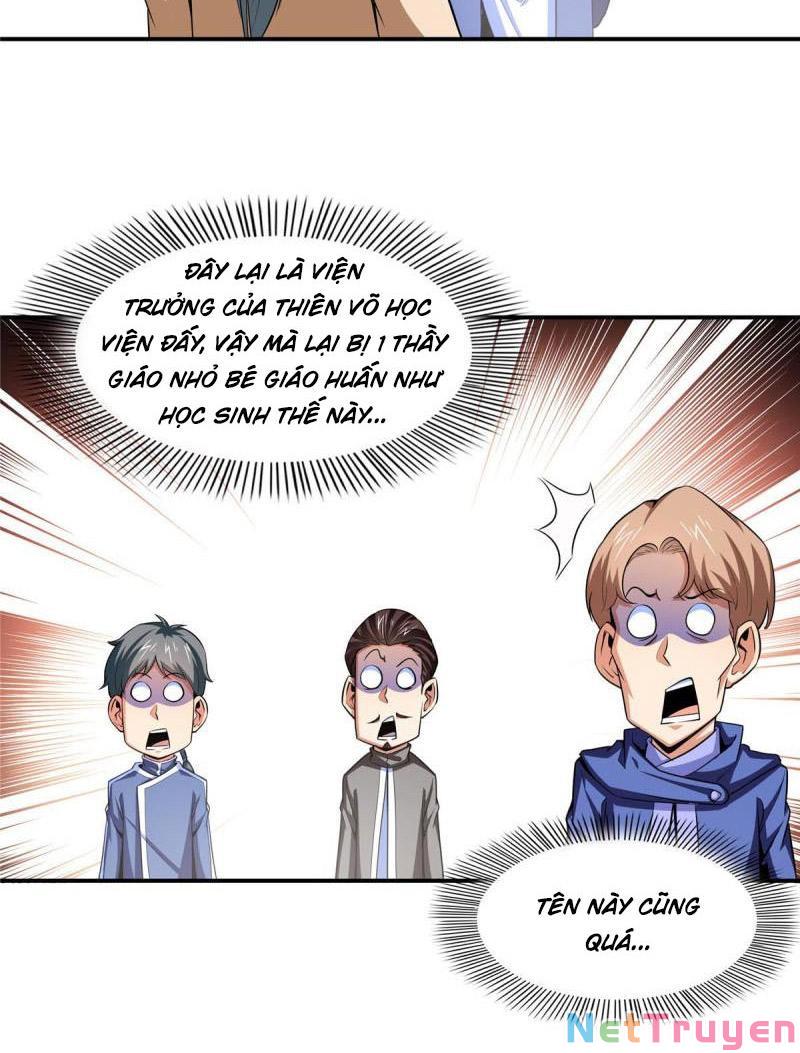 ĐÂY LẠI LÀ VIỆN
TRƯỞNG CỦA THIÊN VÕ HỌC
VIỆN ĐẤY, VẬY MÀ LẠI BỊ 1 THẦY
GIÁO NHỎ BÉ GIÁO HUẤN NHƯ
HỌC SINH THẾ NÀY...
TÊN NÀY CŨNG
QUÁ...
NetTruyen